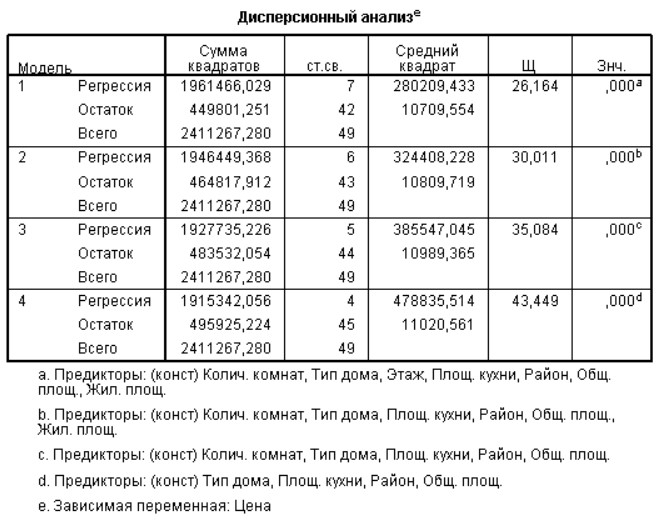 Дисперсионный анализe
Модель Сумма квадратов ст.св. Средний квадрат Щ Знч.
1 Регрессия 1961466,029 7 280209,433 26,164 ,000a
Остаток 449801,251 42 10709,554
Всего 2411267,280 49
2 Регрессия 1946449,368 6 324408,228 30,011 ,000b
Остаток 464817,912 43 10809,719
Всего 2411267,280 49
3 Регрессия 1927735,226 5 385547,045 35,084 ,000c
Остаток 483532,054 44 10989,365
Всего 2411267,280 49
4 Регрессия 1915342,056 4 478835,514 43,449 ,000d
Остаток 495925,224 45 11020,561
Всего 2411267,280 49
a. Предикторы: (конст) Колич. комнат, Тип дома, Этаж, Площ. кухни, Район, Общ.
площ., Жил. площ.
b. Предикторы: (конст) Колич. комнат, Тип дома, Площ. кухни, Район, Общ. площ.,
Жил. площ.
c. Предикторы: (конст) Колич. комнат, Тип дома, Площ. кухни, Район, Общ. площ.
d. Предикторы: (конст) Тип дома, Площ. кухни, Район, Общ. площ.
e. Зависимая переменная: Цена